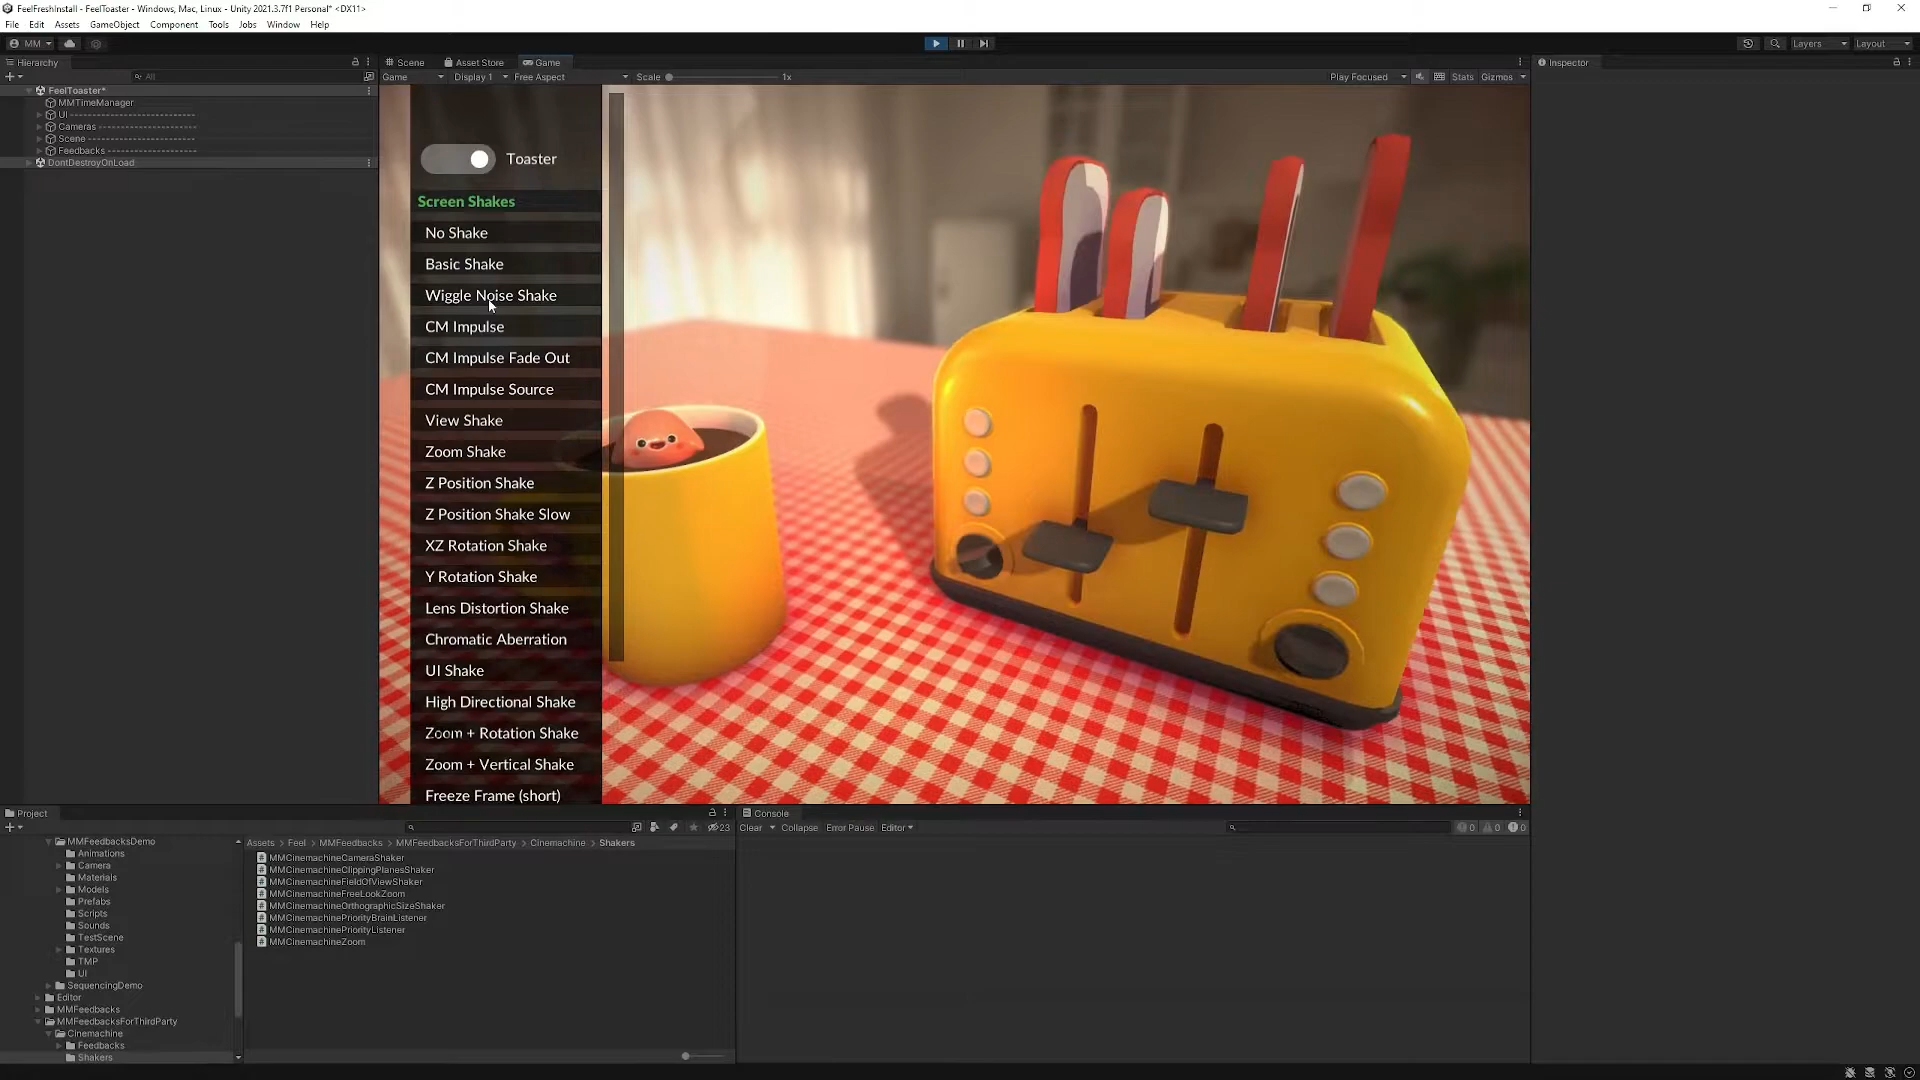 FeelFreshInstall - FeelToaster - Windows, Mac, Linux - Unity 2021.3.7f1 Personal* <DX11>
File Edit Assets GameObject Component Tools Jobs Window Help
MM
Layers
Layout
Hierarchy
Scene
Asset Store
Game
Inspector
All
Game
Display 1
Free Aspect
Scale
1x
Play Focused
Stats
Gizmos
FeelToaster*
MMTimeManager
UI -------------------------------
Cameras ------------------------
Scene --------------------------
Feedbacks ----------------------
DontDestroyOnLoad
Toaster
Screen Shakes
No Shake
Basic Shake
Wiggle Noise Shake
CM Impulse
CM Impulse Fade Out
CM Impulse Source
View Shake
Zoom Shake
Z Position Shake
Z Position Shake Slow
XZ Rotation Shake
Y Rotation Shake
Lens Distortion Shake
Chromatic Aberration
UI Shake
High Directional Shake
Zoom + Rotation Shake
Zoom + Vertical Shake
Freeze Frame (short)
Project
23
MMFeedbacksDemo
Animations
Camera
Materials
Models
Prefabs
Scripts
Sounds
TestScene
Textures
TMP
UI
SequencingDemo
Editor
MMFeedbacks
MMFeedbacksForThirdParty
Cinemachine
Feedbacks
Shakers
Assets > Feel > MMFeedbacks > MMFeedbacksForThirdParty > Cinemachine > Shakers
MMCinemachineCameraShaker
MMCinemachineClippingPlanesShaker
MMCinemachineFieldOfViewShaker
MMCinemachineFreeLookZoom
MMCinemachineOrthographicSizeShaker
MMCinemachinePriorityBrainListener
MMCinemachinePriorityListener
MMCinemachineZoom
Console
Clear
Collapse
Error Pause
Editor
0
0
0